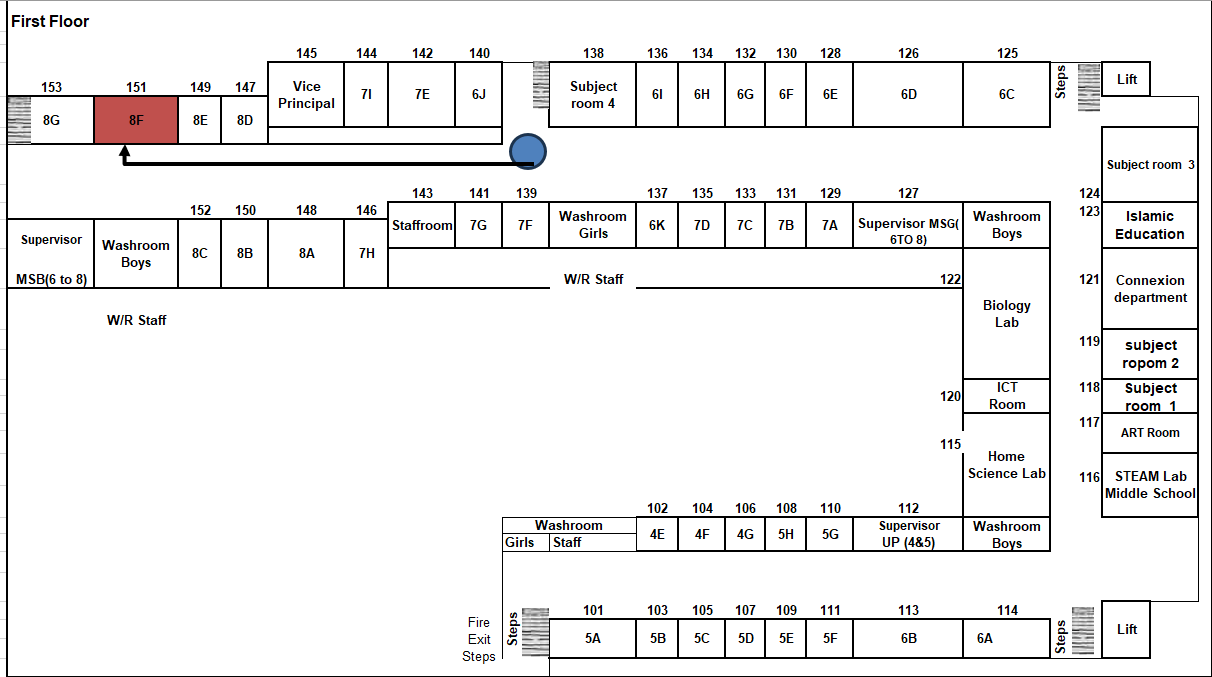 First Floor
145 144 142 140 138 136 134 132 130 128 126 125
Vice
Principal
7I 7E 6J
Subject
room 4
6I 6H 6G 6F 6E 6D 6C
Steps
Lift
153 151 149 147
8G 8F 8E 8D
Subject room 3
124
143 141 139 137 135 133 131 129 127
Staffroom 7G 7F
Washroom
Girls
6K 7D 7C 7B 7A
Supervisor MSG(
6TO 8)
Washroom
Boys
123
Islamic
Education
152 150 148 146
Supervisor
MSB(6 to 8)
Washroom
Boys
8C 8B 8A 7H
W/R Staff
W/R Staff
122
Biology
Lab
121
Connexion
department
119
subject
ropom 2
120
ICT
Room
118
Subject
room 1
117
ART Room
115
Home
Science Lab
116
STEAM Lab
Middle School
102 104 106 108 110 112
Washroom
Girls Staff
4E 4F 4G 5H 5G
Supervisor
UP (4&5)
Washroom
Boys
101 103 105 107 109 111 113 114
Fire
Exit
Steps
Steps
5A 5B 5C 5D 5E 5F 6B 6A
Steps
Lift